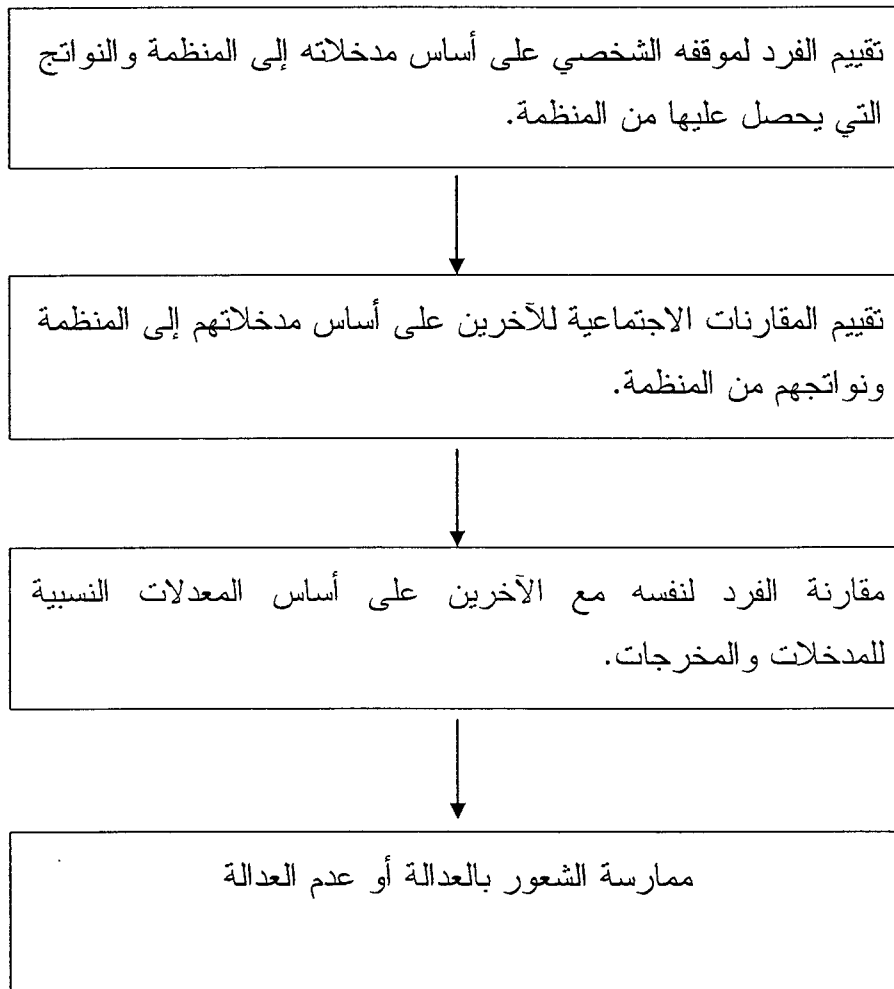 تقييم الفرد لموقفه الشخصي على أساس مدخلاته إلى المنظمة والنواتج
التي يحصل عليها من المنظمة.
تقييم المقارنات الاجتماعية للآخرين على أساس مدخلاتهم إلى المنظمة
ونواتجهم من المنظمة.
مقارنة الفرد لنفسه مع الآخرين على أساس المعدلات النسبية
للمدخلات والمخرجات.
ممارسة الشعور بالعدالة أو عدم العدالة